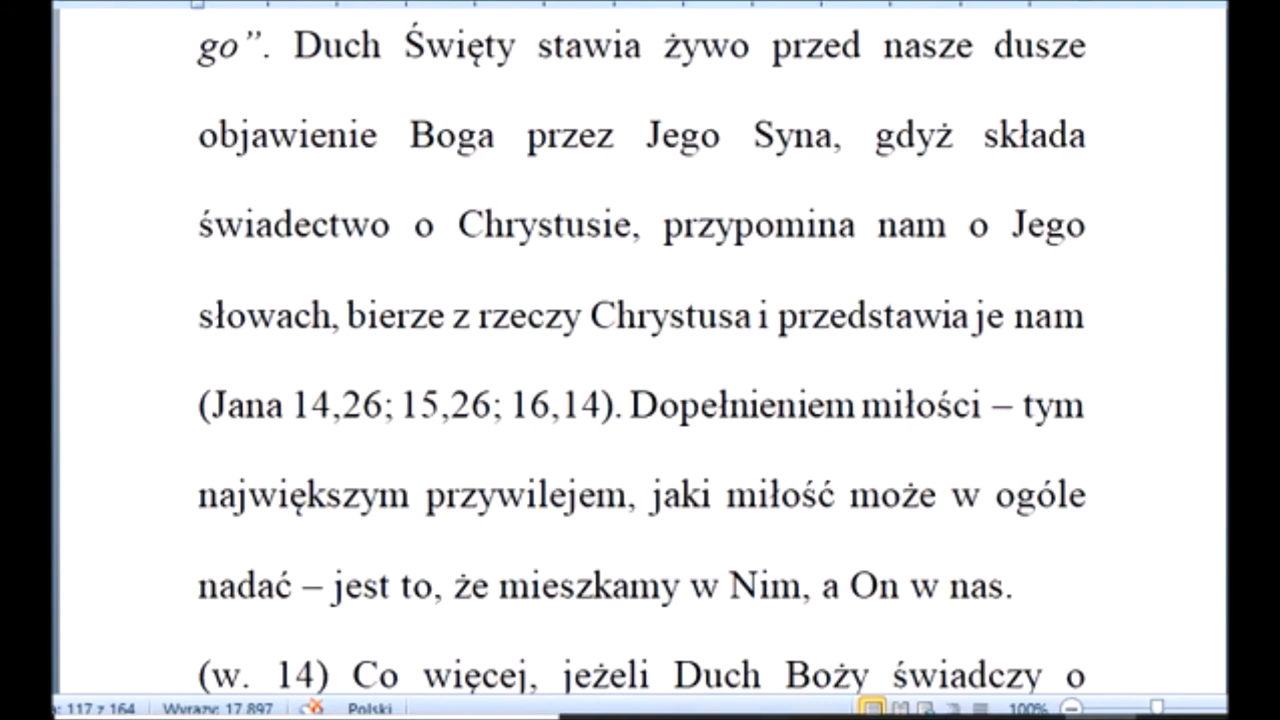 go”. Duch Święty stawia żywo przed nasze dusze
objawienie Boga przez Jego Syna, gdyż składa
świadectwo o Chrystusie, przypomina nam o Jego
słowach, bierze z rzeczy Chrystusa i przedstawia je nam
(Jana 14,26; 15,26; 16,14). Dopełnieniem miłości – tym
największym przywilejem, jaki miłość może w ogóle
nadać – jest to, że mieszkamy w Nim, a On w nas.
(w. 14) Co więcej, jeżeli Duch Boży świadczy o
: 117 z 164 Wyrazy: 17 897 Polski 100%